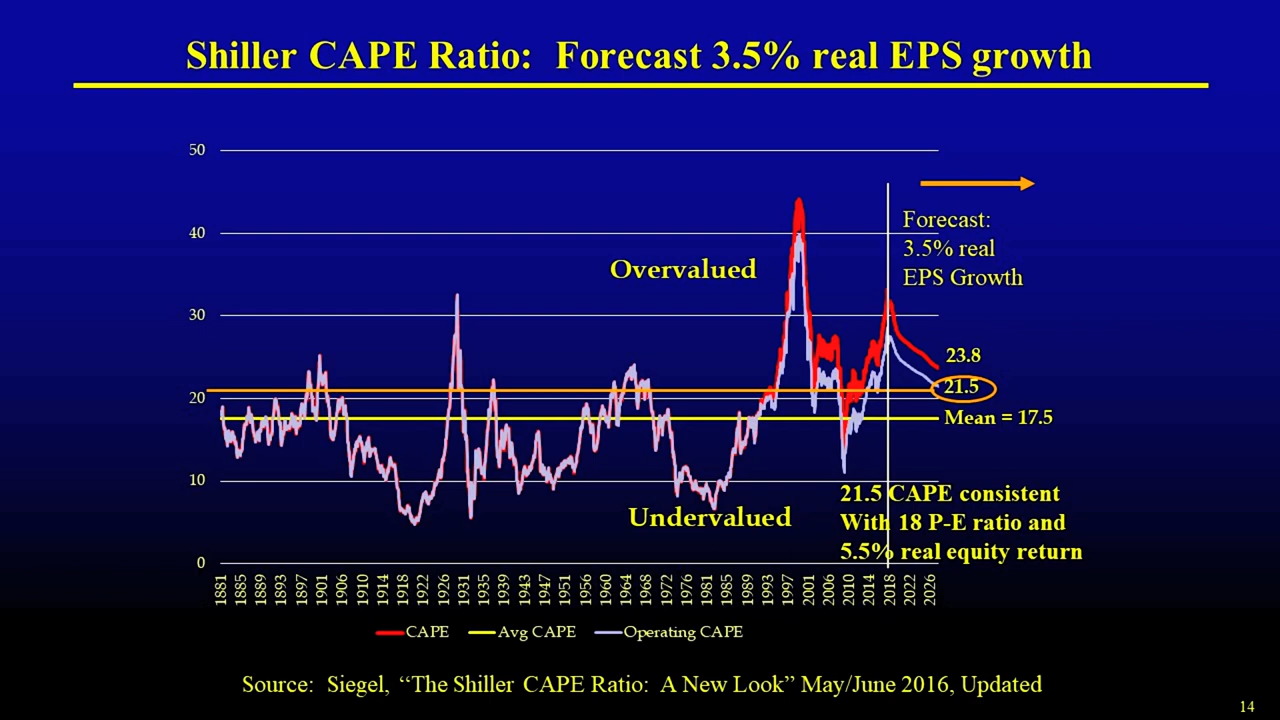 Shiller CAPE Ratio: Forecast 3.5% real EPS growth
50
40
30
20
10
0
Overvalued
Undervalued
Forecast:
3.5% real
EPS Growth
23.8
21.5
Mean = 17.5
21.5 CAPE consistent
With 18 P-E ratio and
5.5% real equity return
1881 1885 1889 1893 1897 1901 1906 1910 1914 1918 1922 1926 1931 1935 1939 1943 1947 1951 1956 1960 1964 1968 1972 1976 1981 1985 1989 1993 1997 2001 2006 2010 2014 2018 2022 2026
CAPE Avg CAPE Operating CAPE
Source: Siegel, “The Shiller CAPE Ratio: A New Look” May/June 2016, Updated
14